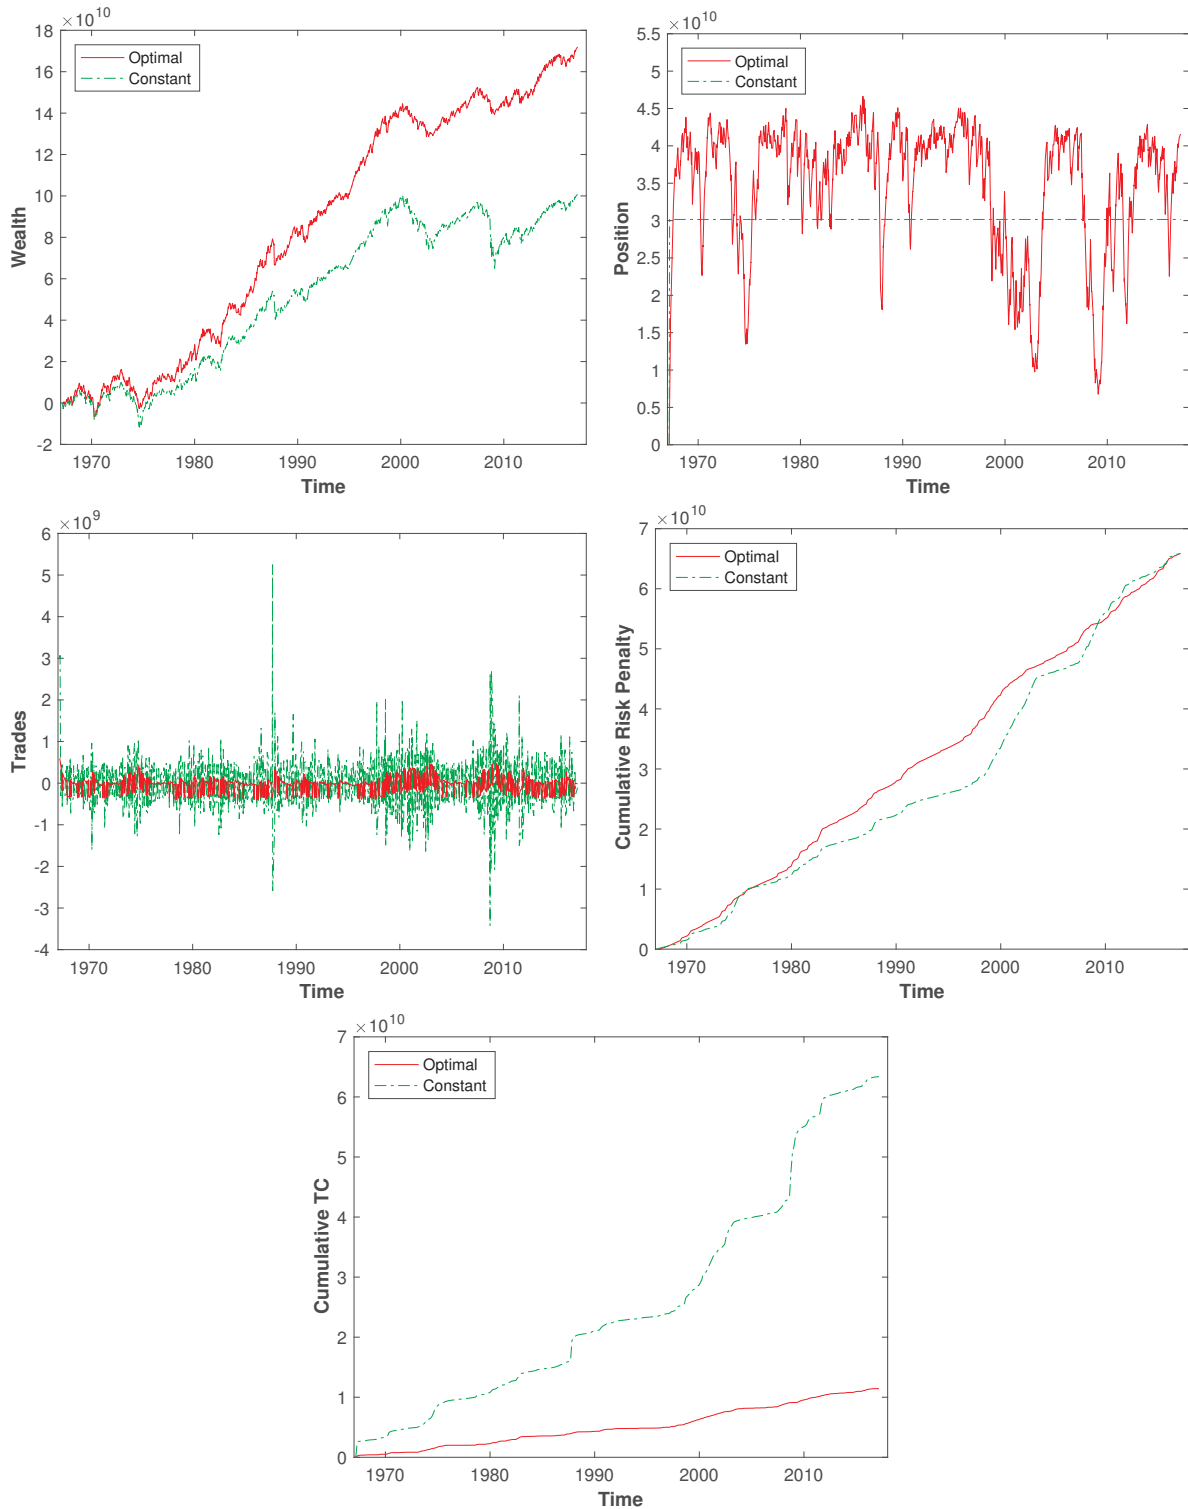 ×10^10
18
16
14
12
10
8
6
4
2
0
-2
Wealth
Optimal
Constant
1970 1980 1990 2000 2010
Time
×10^10
5.5
5
4.5
4
3.5
3
2.5
2
1.5
1
0.5
0
Position
Optimal
Constant
1970 1980 1990 2000 2010
Time
×10^9
6
5
4
3
2
1
0
-1
-2
-3
-4
Trades
1970 1980 1990 2000 2010
Time
×10^10
7
6
5
4
3
2
1
0
Cumulative Risk Penalty
Optimal
Constant
1970 1980 1990 2000 2010
Time
×10^10
7
6
5
4
3
2
1
0
Cumulative TC
Optimal
Constant
1970 1980 1990 2000 2010
Time